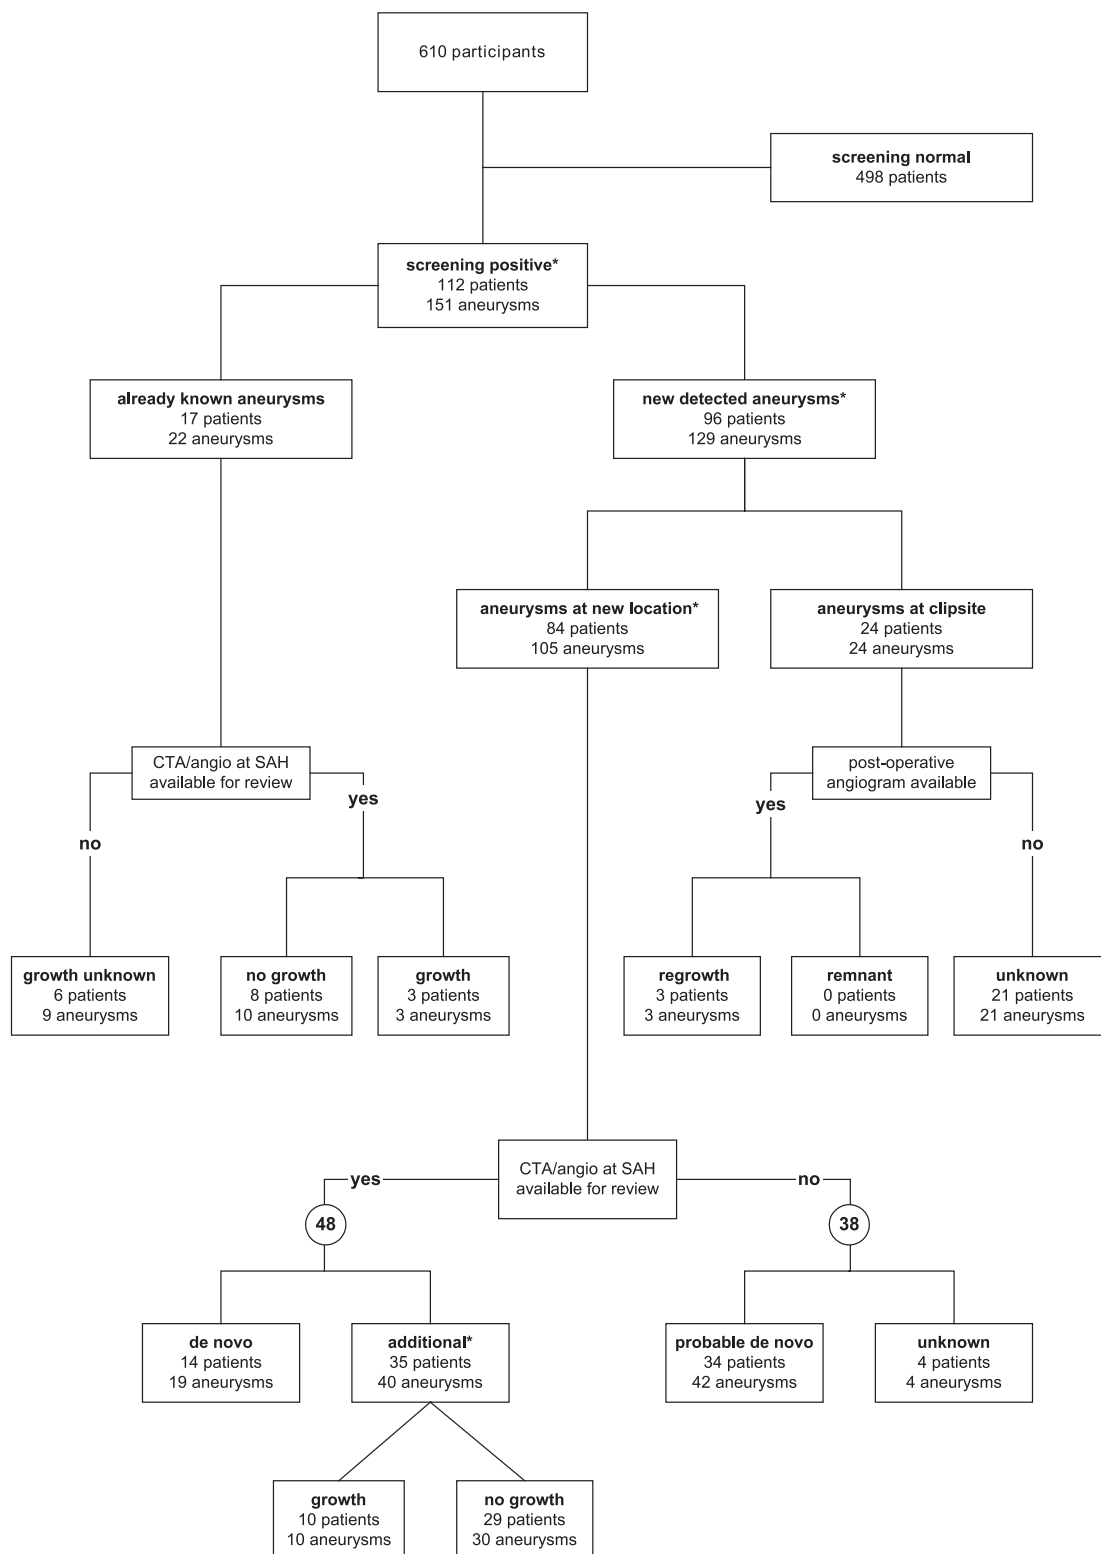 610 participants
screening normal
498 patients
screening positive*
112 patients
151 aneurysms
already known aneurysms
17 patients
22 aneurysms
new detected aneurysms*
96 patients
129 aneurysms
aneurysms at new location*
84 patients
105 aneurysms
aneurysms at clipsite
24 patients
24 aneurysms
CTA/angio at SAH
available for review
no
yes
post-operative
angiogram available
yes
no
growth unknown
6 patients
9 aneurysms
no growth
8 patients
10 aneurysms
growth
3 patients
3 aneurysms
regrowth
3 patients
3 aneurysms
remnant
0 patients
0 aneurysms
unknown
21 patients
21 aneurysms
CTA/angio at SAH
available for review
yes
no
48
38
de novo
14 patients
19 aneurysms
additional*
35 patients
40 aneurysms
probable de novo
34 patients
42 aneurysms
unknown
4 patients
4 aneurysms
growth
10 patients
10 aneurysms
no growth
29 patients
30 aneurysms